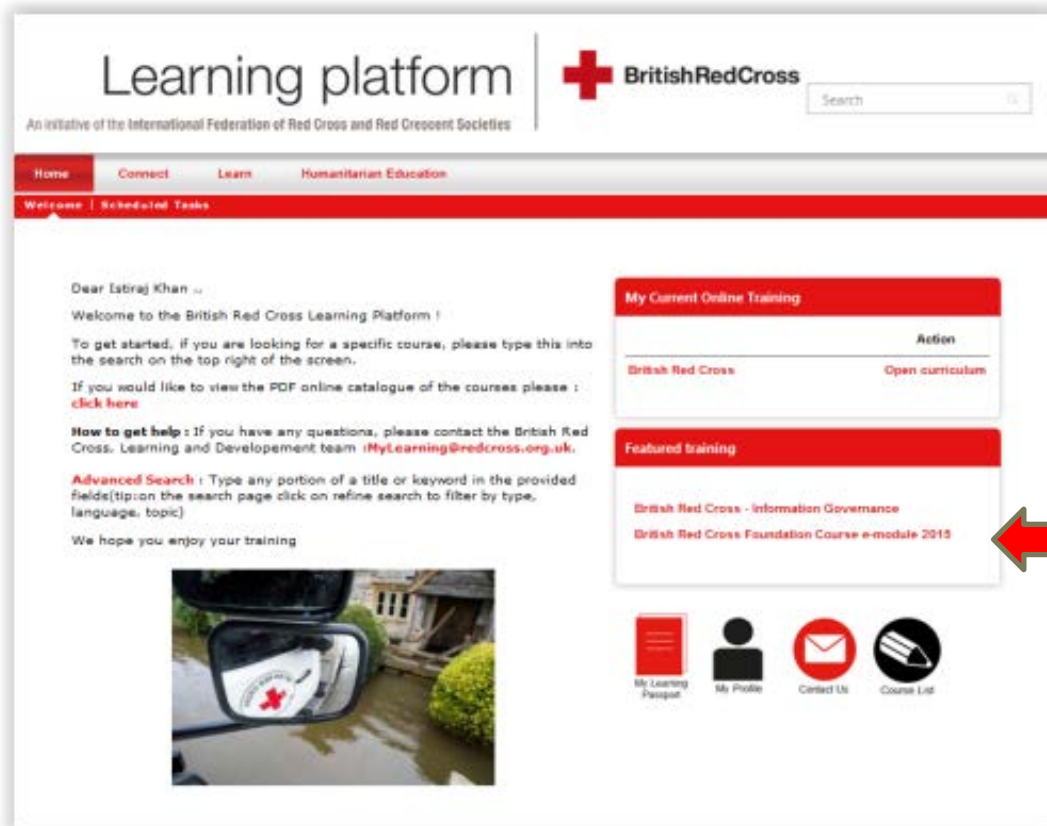 Learning platform
An initiative of the International Federation of Red Cross and Red Crescent Societies
BritishRedCross
Search
Home Connect Learn Humanitarian Education
Welcome | Scheduled Tasks
Dear Istiraj Khan ..
Welcome to the British Red Cross Learning Platform !
To get started, if you are looking for a specific course, please type this into
the search on the top right of the screen.
If you would like to view the PDF online catalogue of the courses please :
click here
How to get help : If you have any questions, please contact the British Red
Cross, Learning and Developement team :MyLearning@redcross.org.uk.
Advanced Search : Type any portion of a title or keyword in the provided
fields(tip:on the search page click on refine search to filter by type,
language, topic)
We hope you enjoy your training
My Current Online Training
Action
British Red Cross Open curriculum
Featured training
British Red Cross - Information Governance
British Red Cross Foundation Course e-module 2015
My Learning
Passport
My Profile
Contact Us
Course List